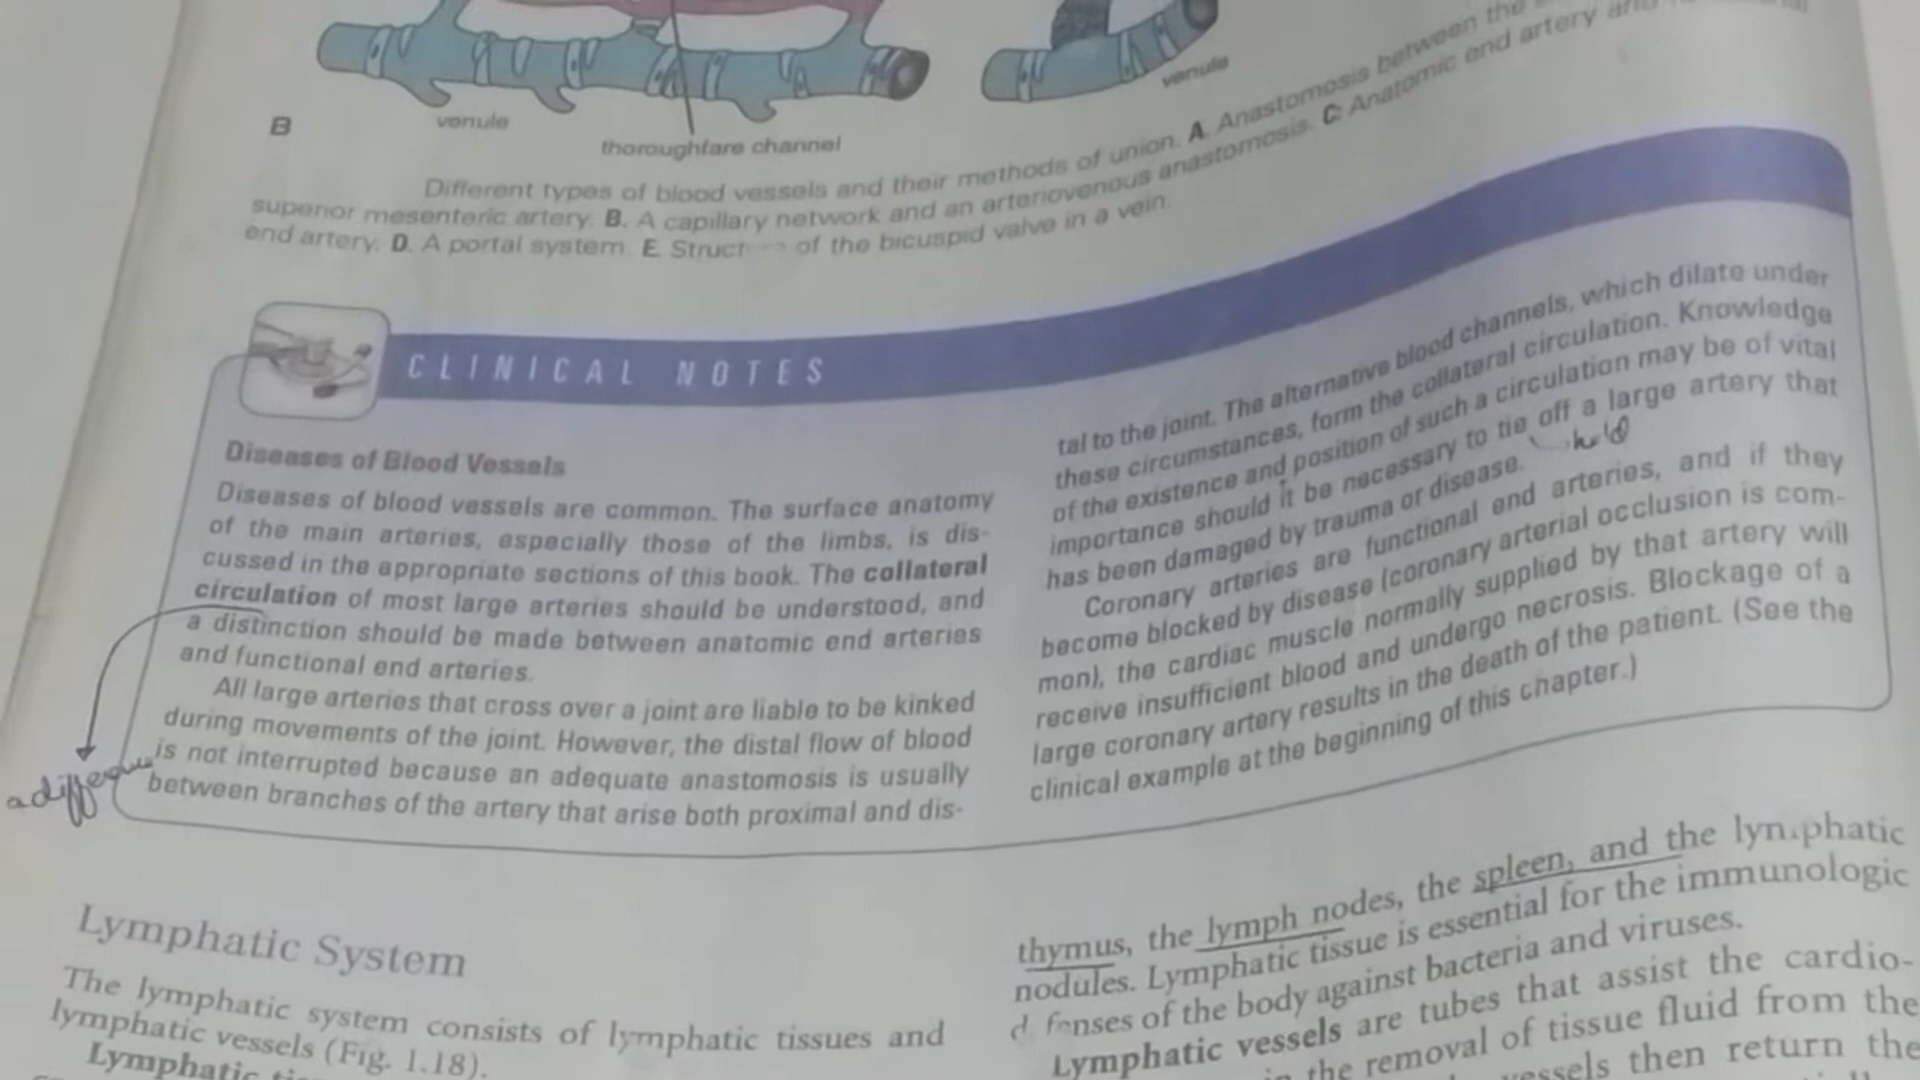 venule
B
venule
thoroughfare channel
Different types of blood vessels and their methods of union. A. Anastomosis between the
superior mesenteric artery. B. A capillary network and an arteriovenous anastomosis. C. Anatomic end artery and
end artery. D. A portal system. E. Struct of the bicuspid valve in a vein.
CLINICAL NOTES
Diseases of Blood Vessels
Diseases of blood vessels are common. The surface anatomy
of the main arteries, especially those of the limbs, is dis-
cussed in the appropriate sections of this book. The collateral
circulation of most large arteries should be understood, and
a distinction should be made between anatomic end arteries
and functional end arteries.
All large arteries that cross over a joint are liable to be kinked
during movements of the joint. However, the distal flow of blood
is not interrupted because an adequate anastomosis is usually
between branches of the artery that arise both proximal and dis-
tal to the joint. The alternative blood channels, which dilate under
these circumstances, form the collateral circulation. Knowledge
of the existence and position of such a circulation may be of vital
importance should it be necessary to tie off a large artery that
has been damaged by trauma or disease.
Coronary arteries are functional end arteries, and if they
become blocked by disease (coronary arterial occlusion is com-
mon), the cardiac muscle normally supplied by that artery will
receive insufficient blood and undergo necrosis. Blockage of a
large coronary artery results in the death of the patient. (See the
clinical example at the beginning of this chapter.)
Lymphatic System
The lymphatic system consists of lymphatic tissues and
lymphatic vessels (Fig. 1.18).
Lymphatic
thymus, the lymph nodes, the spleen, and the lymphatic
nodules. Lymphatic tissue is essential for the immunologic
defenses of the body against bacteria and viruses.
Lymphatic vessels are tubes that assist the cardio-
the removal of tissue fluid from the
vessels then return the